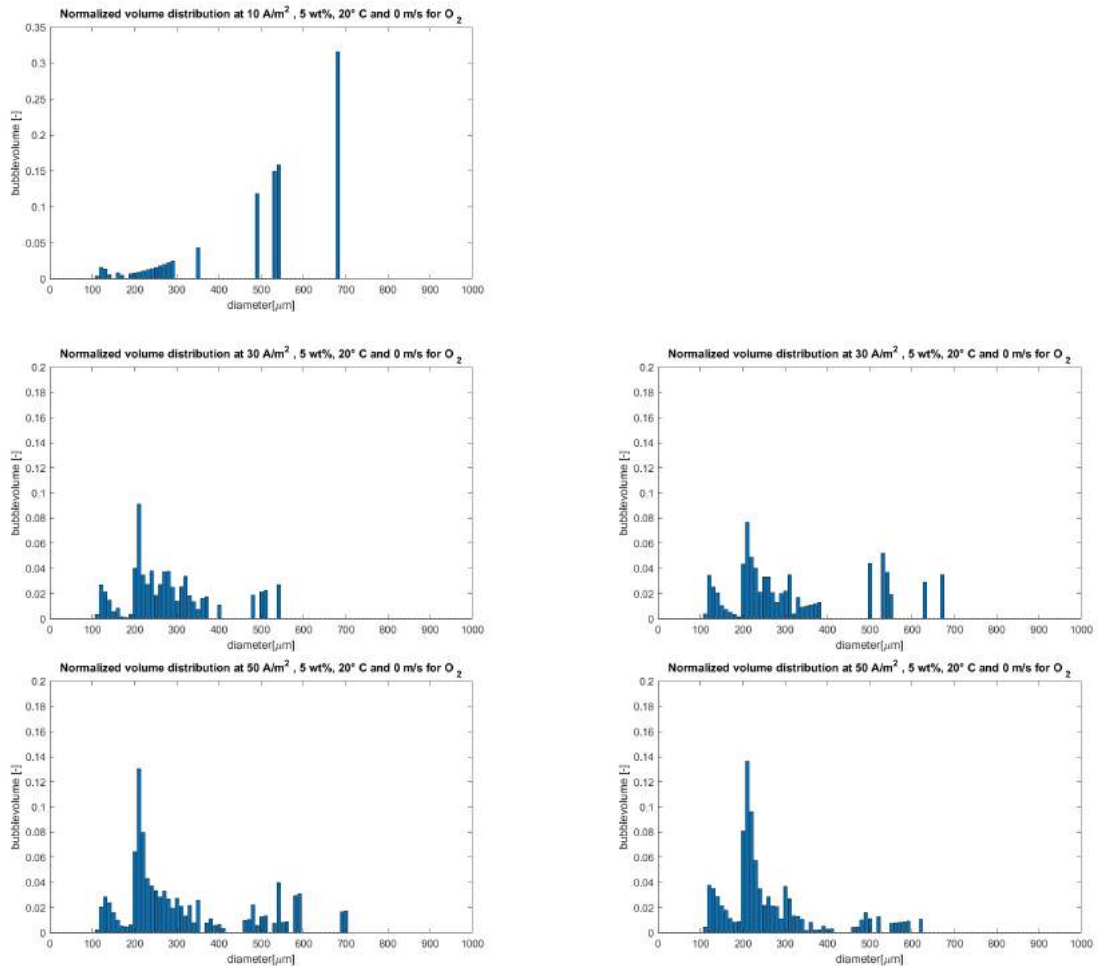 Normalized volume distribution at 10 A/m² , 5 wt%, 20° C and 0 m/s for O ₂
0.35
0.3
0.25
0.2
0.15
0.1
0.05
0
bubblevolume [-]
0 100 200 300 400 500 600 700 800 900 1000
diameter[μm]
Normalized volume distribution at 30 A/m² , 5 wt%, 20° C and 0 m/s for O ₂
0.2
0.18
0.16
0.14
0.12
0.1
0.08
0.06
0.04
0.02
0
bubblevolume [-]
0 100 200 300 400 500 600 700 800 900 1000
diameter[μm]
Normalized volume distribution at 30 A/m² , 5 wt%, 20° C and 0 m/s for O ₂
0.2
0.18
0.16
0.14
0.12
0.1
0.08
0.06
0.04
0.02
0
bubblevolume [-]
0 100 200 300 400 500 600 700 800 900 1000
diameter[μm]
Normalized volume distribution at 50 A/m² , 5 wt%, 20° C and 0 m/s for O ₂
0.2
0.18
0.16
0.14
0.12
0.1
0.08
0.06
0.04
0.02
0
bubblevolume [-]
0 100 200 300 400 500 600 700 800 900 1000
diameter[μm]
Normalized volume distribution at 50 A/m² , 5 wt%, 20° C and 0 m/s for O ₂
0.2
0.18
0.16
0.14
0.12
0.1
0.08
0.06
0.04
0.02
0
bubblevolume [-]
0 100 200 300 400 500 600 700 800 900 1000
diameter[μm]